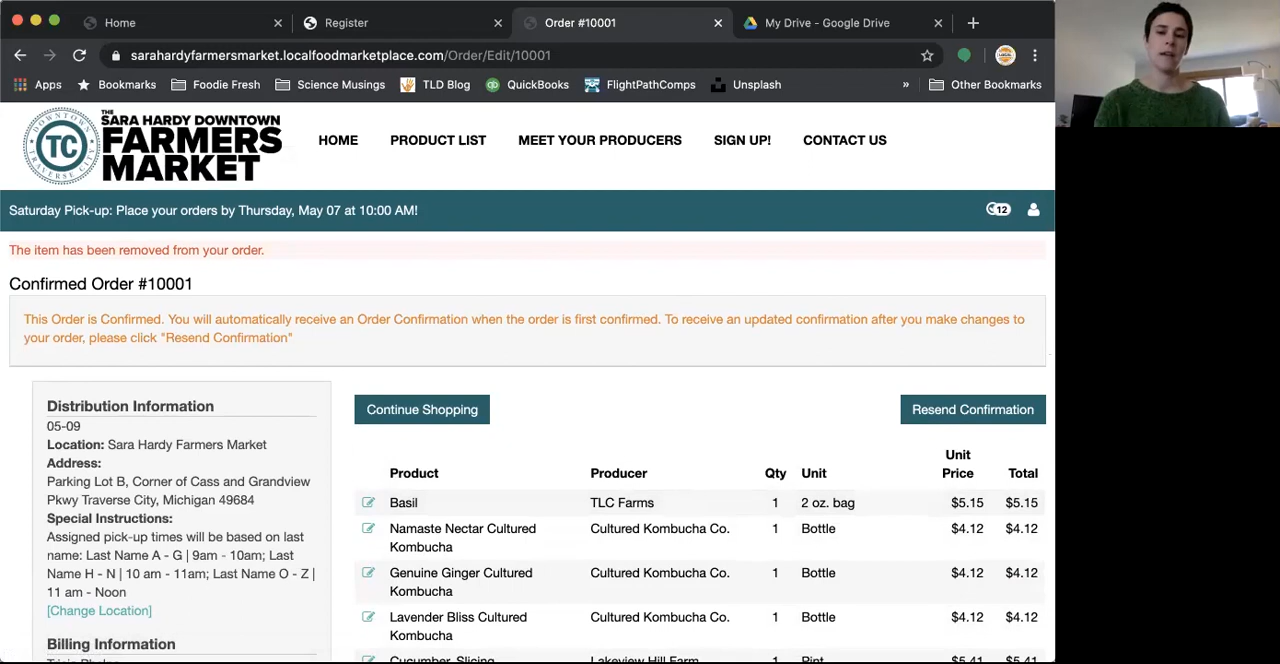 Home
Register
Order #10001
My Drive - Google Drive
sarahardyfarmersmarket.localfoodmarketplace.com/Order/Edit/10001
Apps
Bookmarks
Foodie Fresh
Science Musings
TLD Blog
QuickBooks
FlightPathComps
Unsplash
»
Other Bookmarks
TC
THE SARA HARDY DOWNTOWN
FARMERS
MARKET
HOME
PRODUCT LIST
MEET YOUR PRODUCERS
SIGN UP!
CONTACT US
Saturday Pick-up: Place your orders by Thursday, May 07 at 10:00 AM!
12
The item has been removed from your order.
Confirmed Order #10001
This Order is Confirmed. You will automatically receive an Order Confirmation when the order is first confirmed. To receive an updated confirmation after you make changes to
your order, please click "Resend Confirmation"
Distribution Information
05-09
Location: Sara Hardy Farmers Market
Address:
Parking Lot B, Corner of Cass and Grandview
Pkwy Traverse City, Michigan 49684
Special Instructions:
Assigned pick-up times will be based on last
name: Last Name A - G | 9am - 10am; Last
Name H - N | 10 am - 11am; Last Name O - Z |
11 am - Noon
[Change Location]
Billing Information
Continue Shopping
Resend Confirmation
Product Producer Qty Unit Unit Price Total
Basil TLC Farms 1 2 oz. bag $5.15 $5.15
Namaste Nectar Cultured Cultured Kombucha Co. 1 Bottle $4.12 $4.12
Kombucha
Genuine Ginger Cultured Cultured Kombucha Co. 1 Bottle $4.12 $4.12
Kombucha
Lavender Bliss Cultured Cultured Kombucha Co. 1 Bottle $4.12 $4.12
Kombucha
Cucumber, Slicing Lakeview Hill Farm 1 Pint $5.41 $5.41